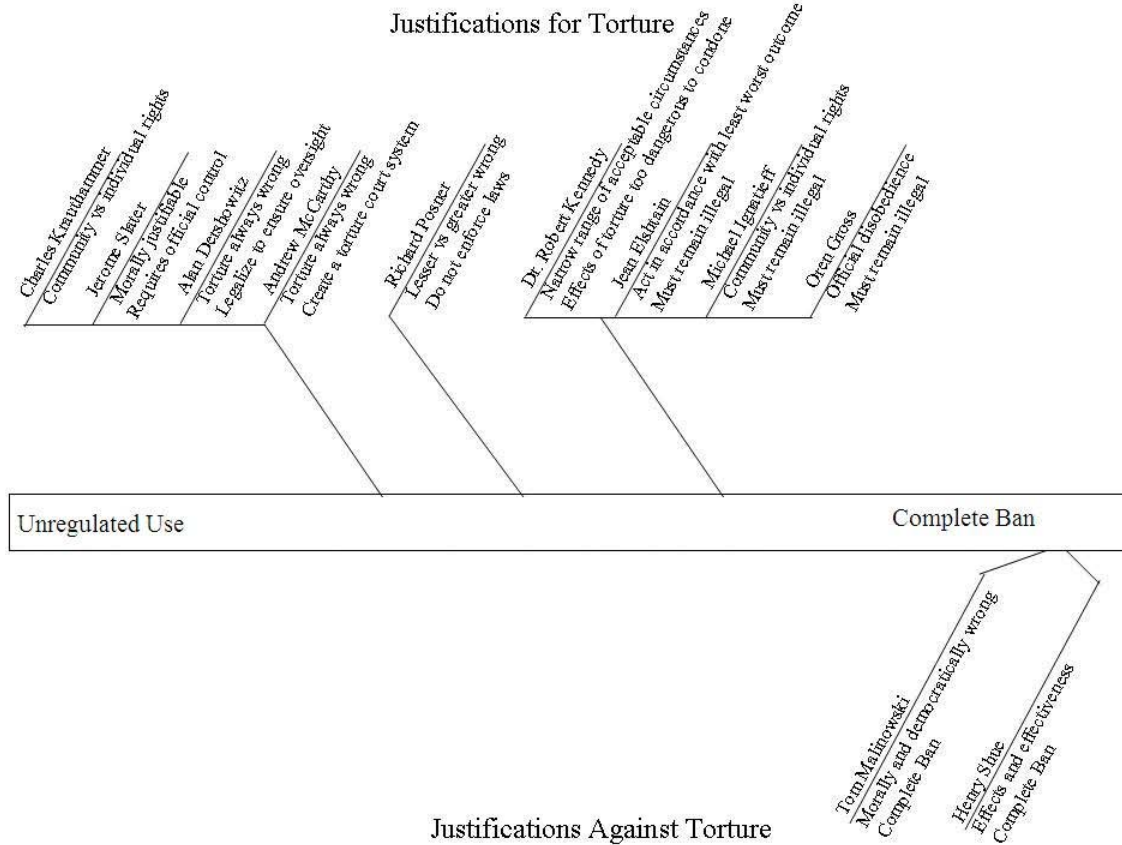 Justifications for Torture
Charles Krauthammer
Community vs individual rights
Jerome Slater
Morally justifiable
Requires official control
Alan Dershowitz
Torture always wrong
Legalize to ensure oversight
Andrew McCarthy
Torture always wrong
Create a torture court system
Richard Posner
Lesser vs greater wrong
Do not enforce laws
Dr. Robert Kennedy
Narrow range of acceptable circumstances
Effects of torture too dangerous to condone
Jean Elshtain
Act in accordance with least worst outcome
Must remain illegal
Michael Ignatieff
Community vs individual rights
Must remain illegal
Oren Gross
Official disobedience
Must remain illegal
Unregulated Use
Complete Ban
Tom Malinowski
Morally and democratically wrong
Complete Ban
Henry Shue
Effects and effectiveness
Complete Ban
Justifications Against Torture